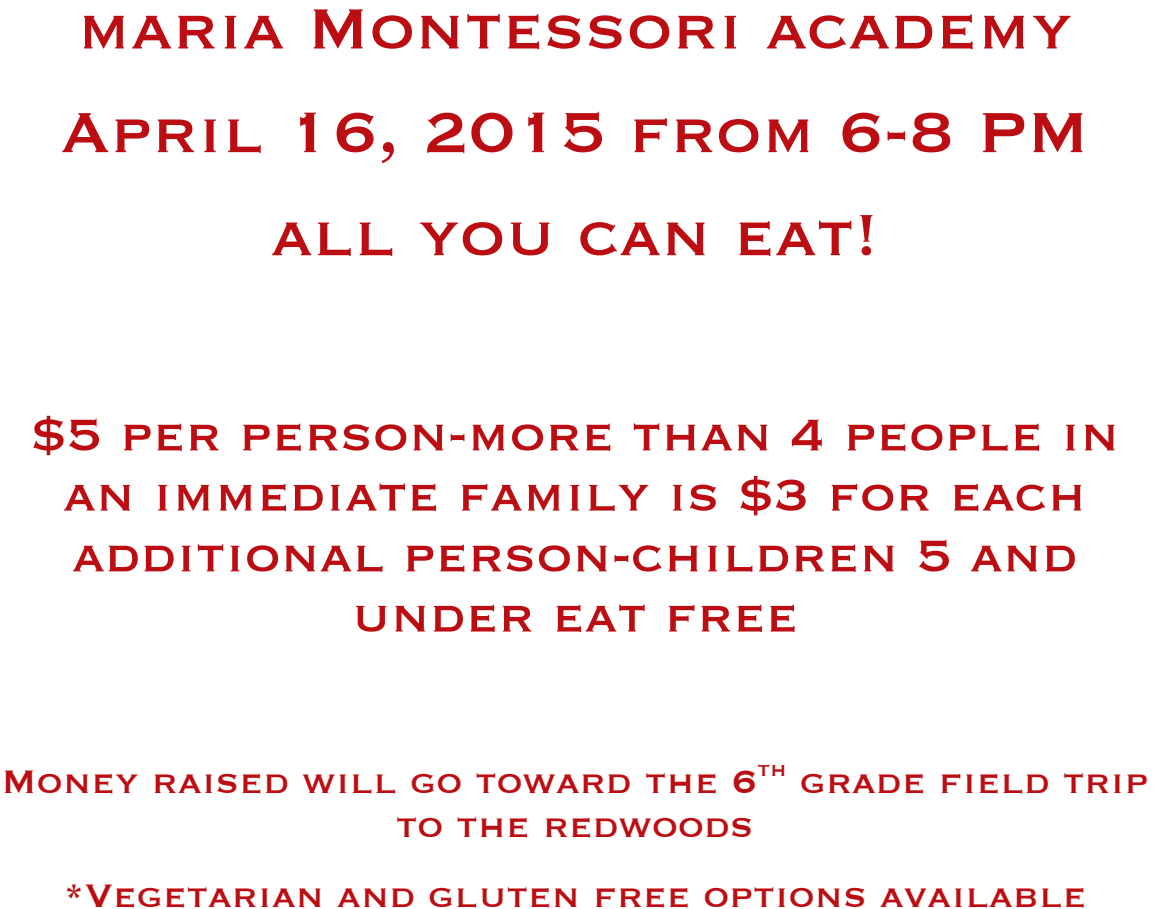 maria Montessori academy
April 16, 2015 from 6-8 PM
all you can eat!
$5 per person-more than 4 people in
an immediate family is $3 for each
additional person-children 5 and
under eat free
Money raised will go toward the 6th grade field trip
to the redwoods
*Vegetarian and gluten free options available